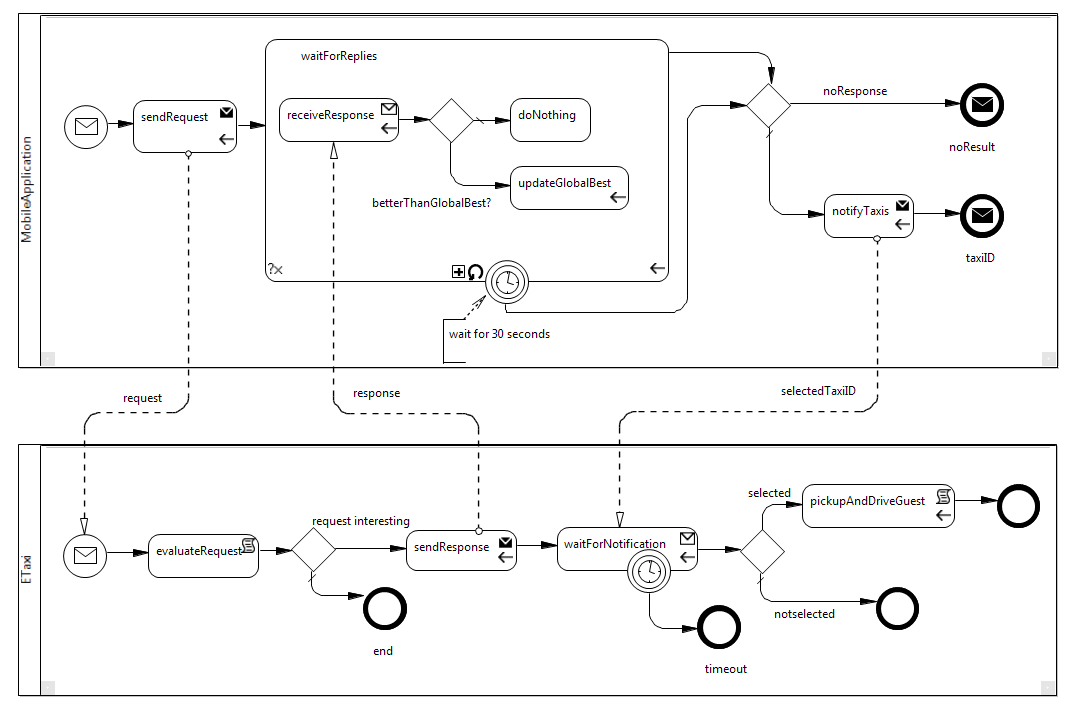 MobileApplication
waitForReplies
sendRequest
receiveResponse
doNothing
noResponse
noResult
updateGlobalBest
betterThanGlobalBest?
notifyTaxis
taxiID
?x
wait for 30 seconds
request
response
selectedTaxiID
ETaxi
selected
pickupAndDriveGuest
request interesting
evaluateRequest
sendResponse
waitForNotification
notselected
end
timeout